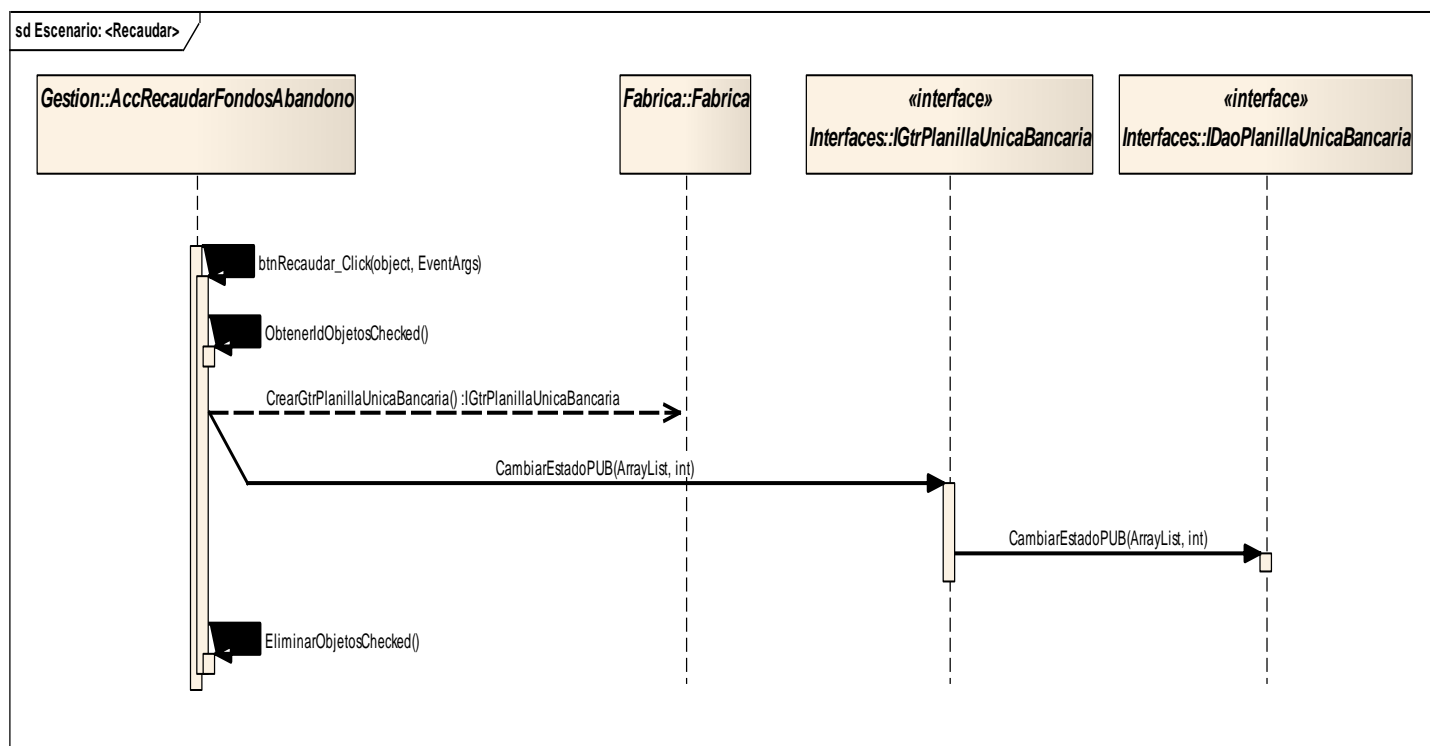 sd Escenario: <Recaudar>
Gestion::AccRecaudarFondosAbandono
Fabrica::Fabrica
«interface»
Interfaces::IGtrPlanillaUnicaBancaria
«interface»
Interfaces::IDaoPlanillaUnicaBancaria
btnRecaudar_Click(object, EventArgs)
ObtenerIdObjetosChecked()
CrearGtrPlanillaUnicaBancaria() :IGtrPlanillaUnicaBancaria
CambiarEstadoPUB(ArrayList, int)
CambiarEstadoPUB(ArrayList, int)
EliminarObjetosChecked()